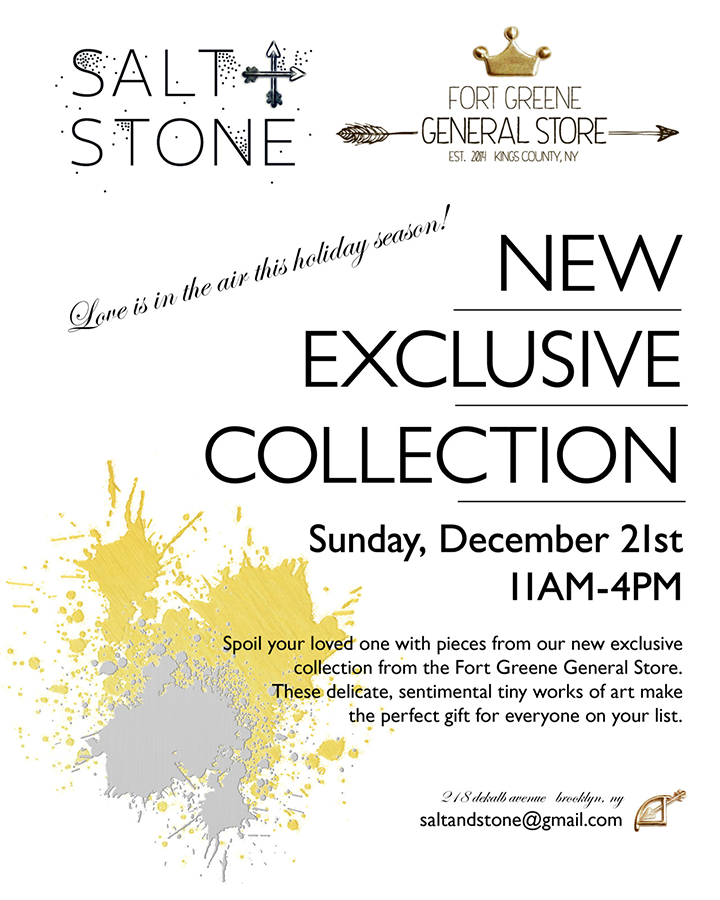 SALT
STONE
FORT GREENE
GENERAL STORE
EST. 2014 KINGS COUNTY, NY
Love is in the air this holiday season!
NEW
EXCLUSIVE
COLLECTION
Sunday, December 21st
11AM-4PM
Spoil your loved one with pieces from our new exclusive
collection from the Fort Greene General Store.
These delicate, sentimental tiny works of art make
the perfect gift for everyone on your list.
218 dekalb avenue brooklyn, ny
saltandstone@gmail.com